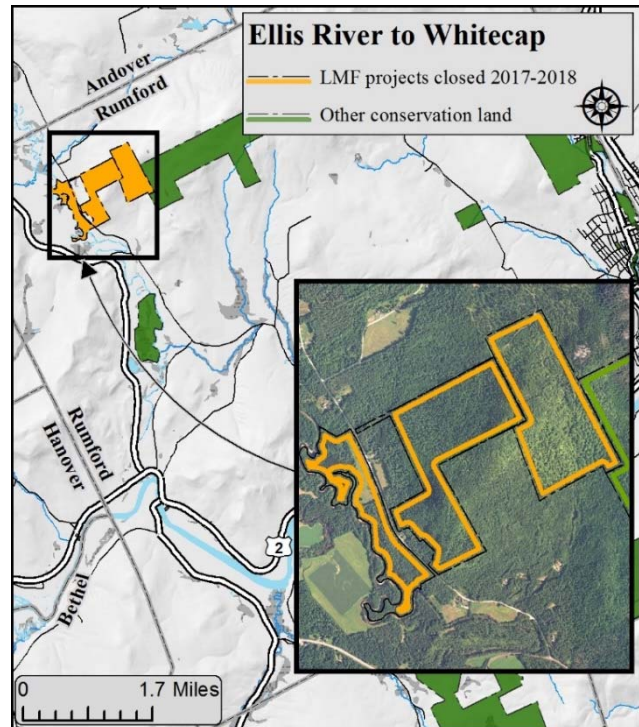 Ellis River to Whitecap
LMF projects closed 2017-2018
Other conservation land
Andover
Rumford
Rumford
Hanover
Bethel
2
0 1.7 Miles